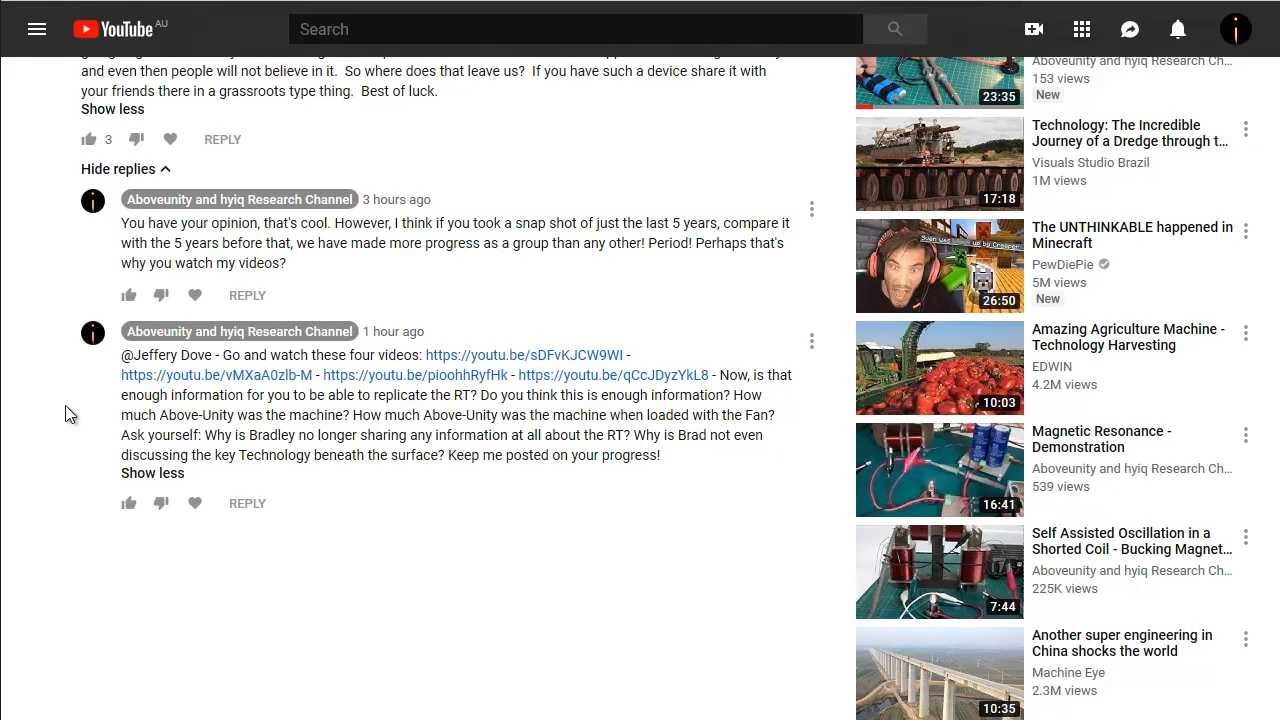 YouTube AU
Search
and even then people will not believe in it. So where does that leave us? If you have such a device share it with
your friends there in a grassroots type thing. Best of luck.
Show less
3 REPLY
Hide replies
Aboveunity and hyiq Research Channel 3 hours ago
You have your opinion, that's cool. However, I think if you took a snap shot of just the last 5 years, compare it
with the 5 years before that, we have made more progress as a group than any other! Period! Perhaps that's
why you watch my videos?
REPLY
Aboveunity and hyiq Research Channel 1 hour ago
@Jeffery Dove - Go and watch these four videos: https://youtu.be/sDFvKJCW9WI -
https://youtu.be/vMXaA0zlb-M - https://youtu.be/pioohhRyfHk - https://youtu.be/qCcJDyzYkL8 - Now, is that
enough information for you to be able to replicate the RT? Do you think this is enough information? How
much Above-Unity was the machine? How much Above-Unity was the machine when loaded with the Fan?
Ask yourself: Why is Bradley no longer sharing any information at all about the RT? Why is Brad not even
discussing the key Technology beneath the surface? Keep me posted on your progress!
Show less
REPLY
Aboveunity and hyiq Research Ch...
153 views
New
23:35
Technology: The Incredible
Journey of a Dredge through t...
Visuals Studio Brazil
1M views
17:18
The UNTHINKABLE happened in
Minecraft
PewDiePie
5M views
New
26:50
Amazing Agriculture Machine -
Technology Harvesting
EDWIN
4.2M views
10:03
Magnetic Resonance -
Demonstration
Aboveunity and hyiq Research Ch...
539 views
16:41
Self Assisted Oscillation in a
Shorted Coil - Bucking Magnet...
Aboveunity and hyiq Research Ch...
225K views
7:44
Another super engineering in
China shocks the world
Machine Eye
2.3M views
10:35